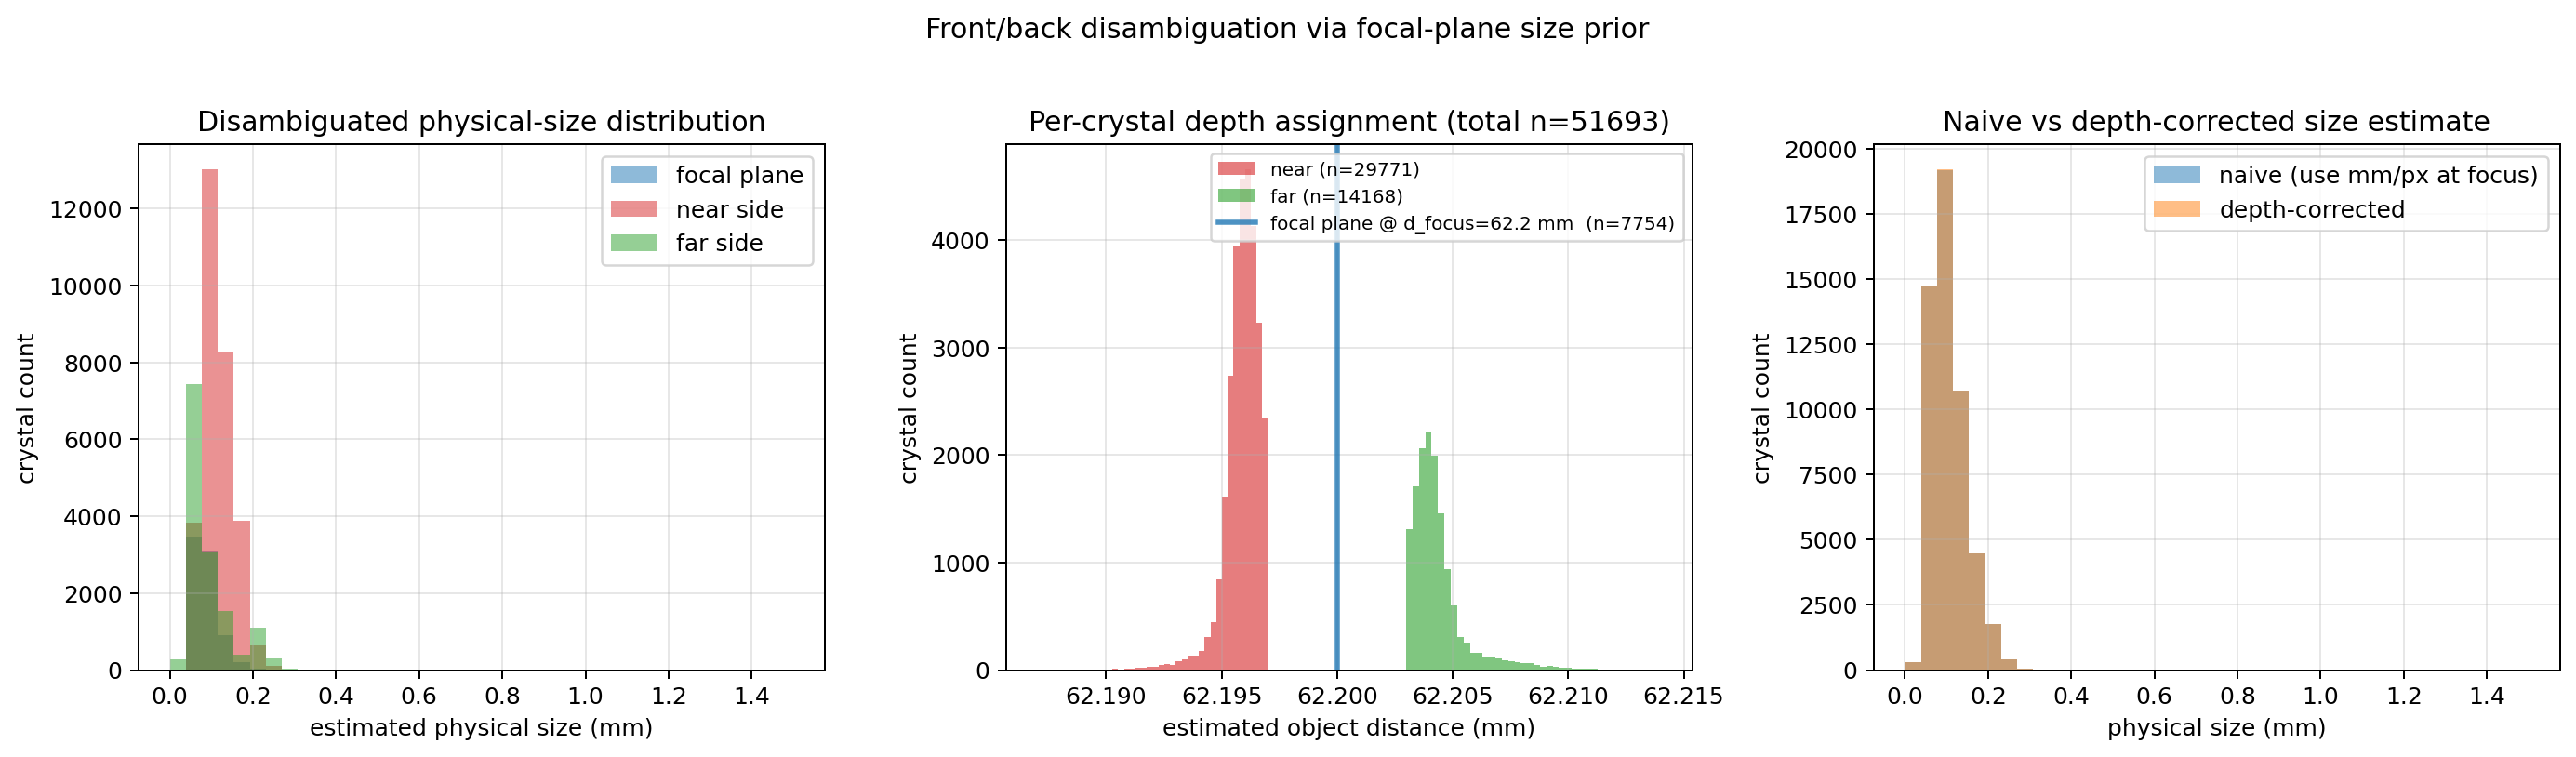 Front/back disambiguation via focal-plane size prior
Disambiguated physical-size distribution
focal plane
near side
far side
crystal count
12000
10000
8000
6000
4000
2000
0
0.0 0.2 0.4 0.6 0.8 1.0 1.2 1.4
estimated physical size (mm)
Per-crystal depth assignment (total n=51693)
near (n=29771)
far (n=14168)
focal plane @ d_focus=62.2 mm (n=7754)
crystal count
4000
3000
2000
1000
0
62.190 62.195 62.200 62.205 62.210 62.215
estimated object distance (mm)
Naive vs depth-corrected size estimate
naive (use mm/px at focus)
depth-corrected
crystal count
20000
17500
15000
12500
10000
7500
5000
2500
0
0.0 0.2 0.4 0.6 0.8 1.0 1.2 1.4
physical size (mm)